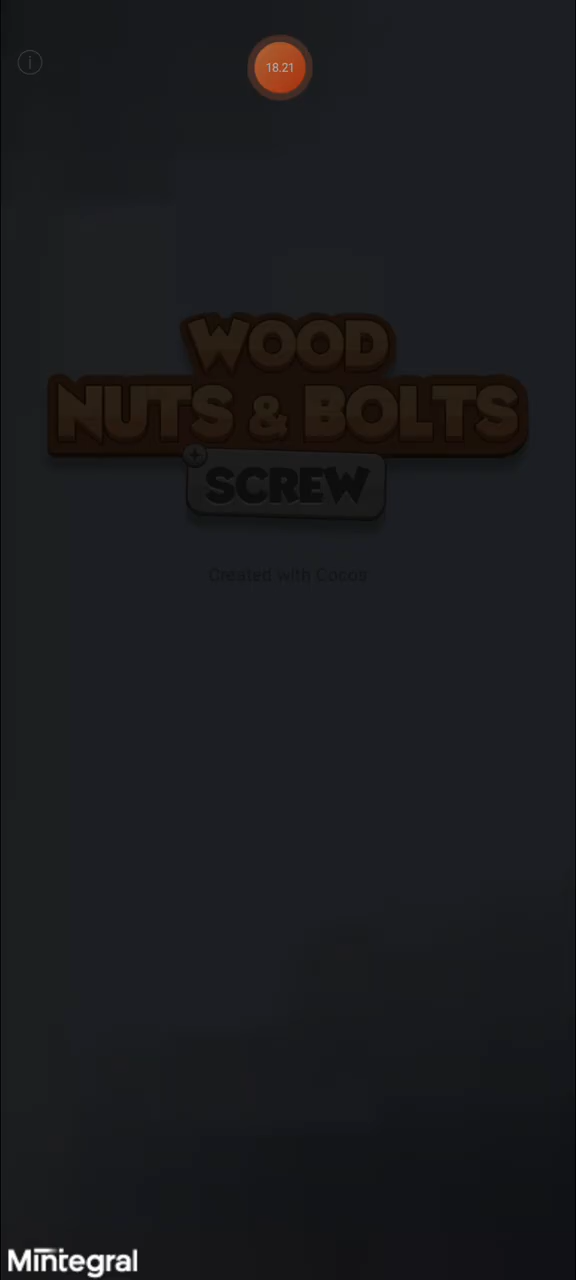 18.21
WOOD
NUTS & BOLTS
SCREW
Created with Cocos
Mintegral